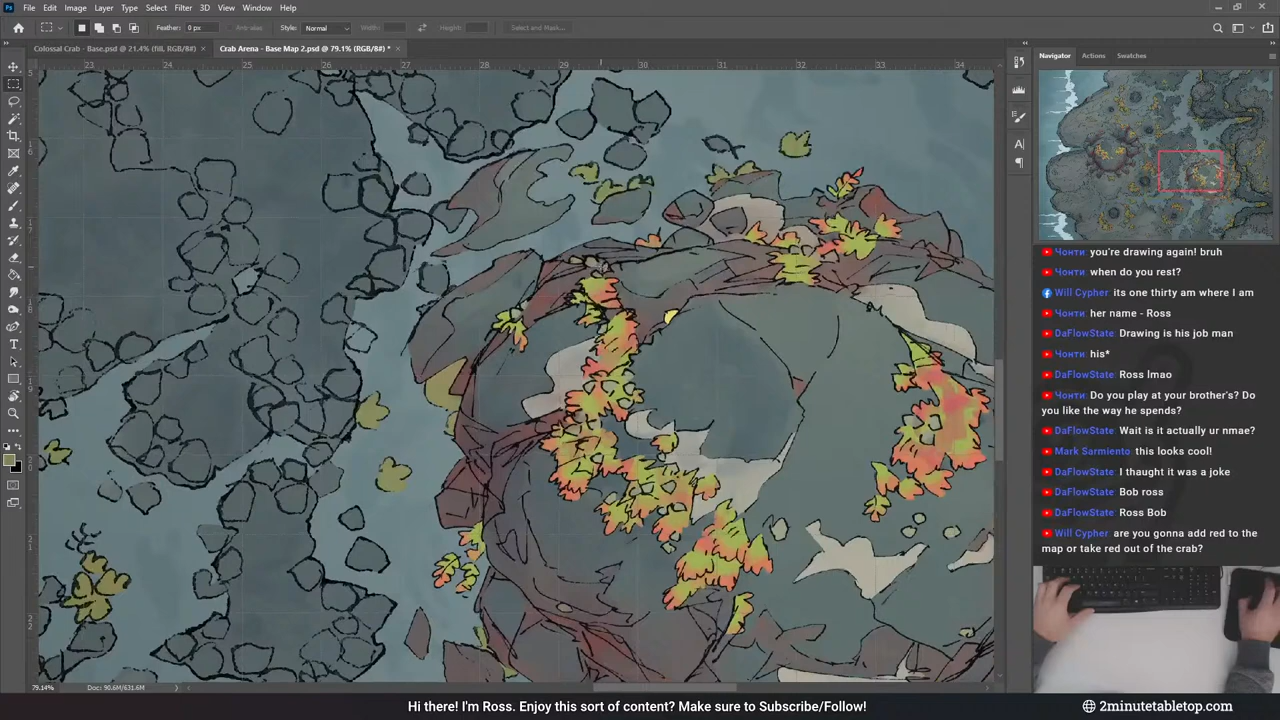 File Edit Image Layer Type Select Filter 3D View Window Help
Feather: 0 px Anti-alias Style: Normal Width: Height: Select and Mask...
Colossal Crab - Base.psd @ 21.4% (fill, RGB/8#) × Crab Arena - Base Map 2.psd @ 79.1% (RGB/8#) * ×
Navigator Actions Swatches
23 24 25 26 27 28 29 30 31 32 33 34
Чонти: you're drawing again! bruh
Чонти: when do you rest?
Will Cypher: its one thirty am where I am
Чонти: her name - Ross
DaFlowState: Drawing is his job man
Чонти: his*
DaFlowState: Ross lmao
Чонти: Do you play at your brother's? Do
you like the way he spends?
DaFlowState: Wait is it actually ur nmae?
Mark Sarmiento: this looks cool!
DaFlowState: I thaught it was a joke
DaFlowState: Bob ross
DaFlowState: Ross Bob
Will Cypher: are you gonna add red to the
map or take red out of the crab?
79.14% Doc: 90.6M/631.6M
Hi there! I'm Ross. Enjoy this sort of content? Make sure to Subscribe/Follow!
2minutetabletop.com